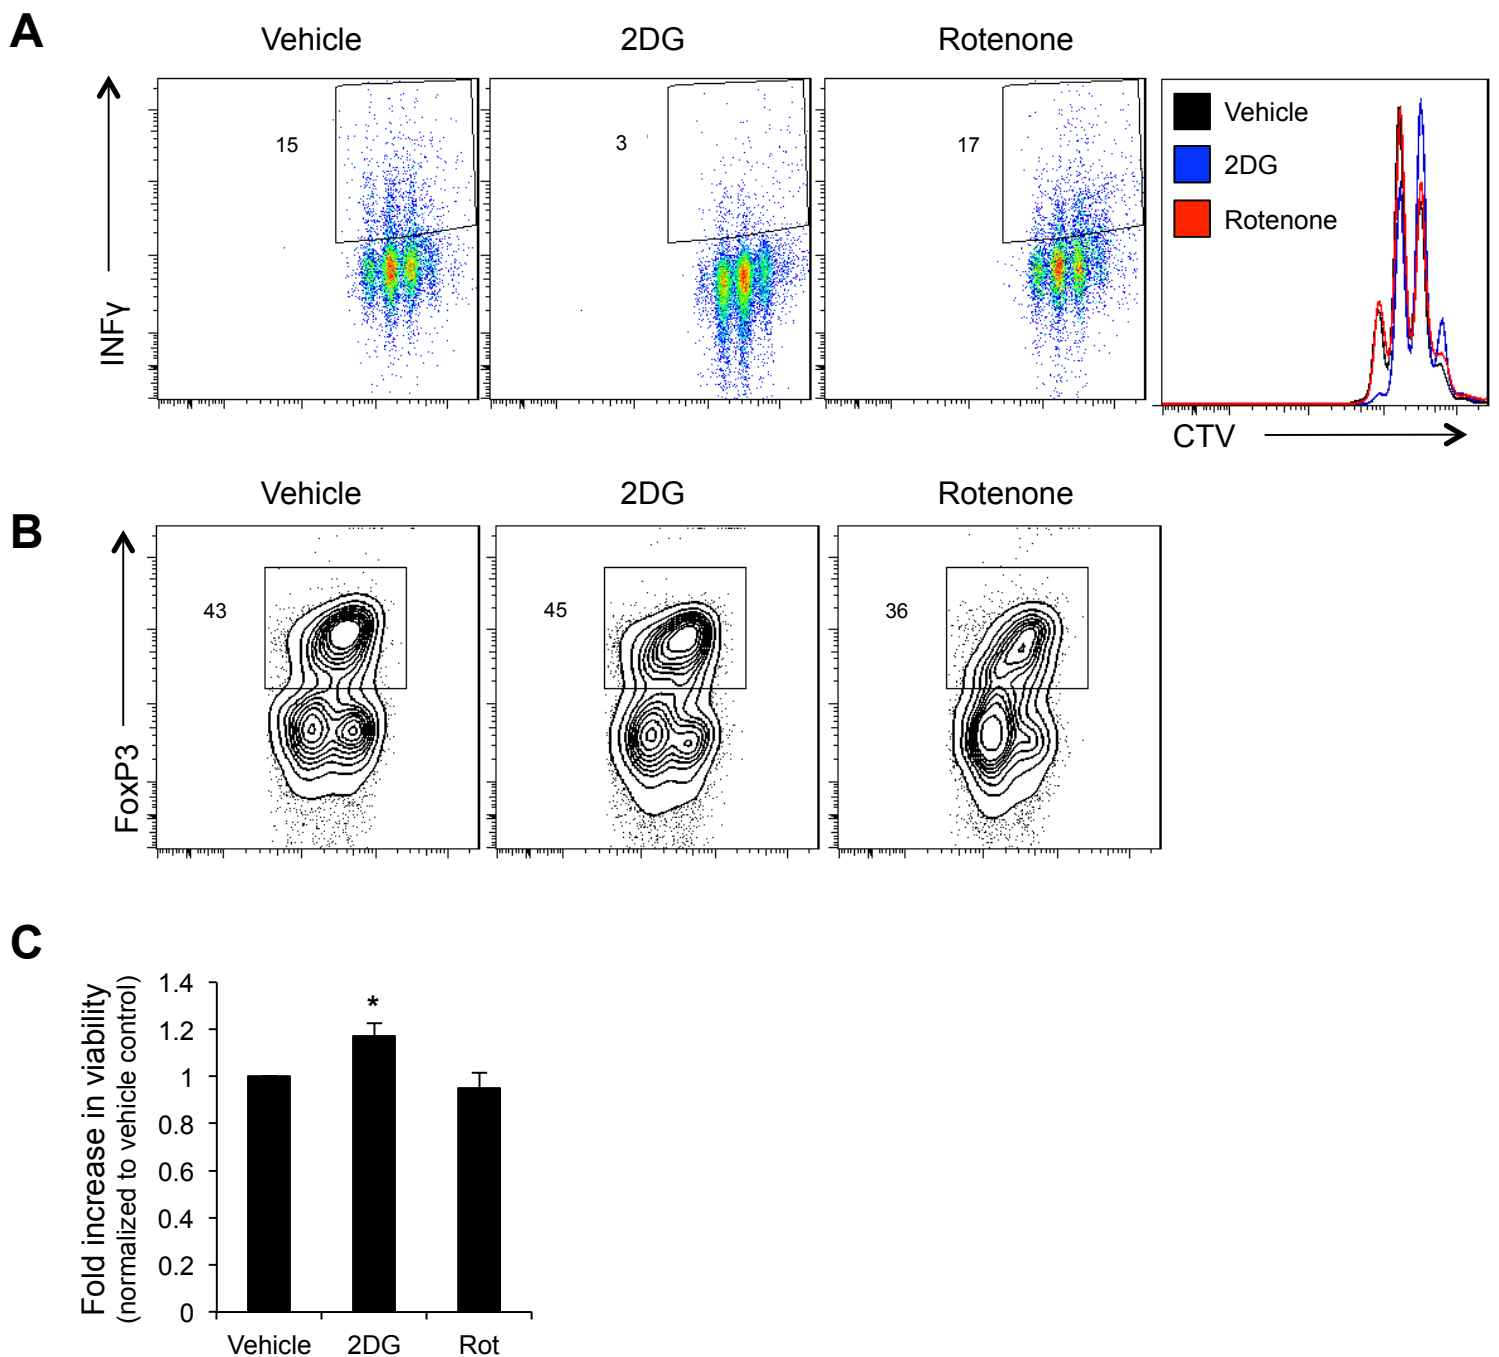 A
Vehicle
2DG
Rotenone
INFγ
15
3
17
Vehicle
2DG
Rotenone
CTV
B
Vehicle
2DG
Rotenone
FoxP3
43
45
36
C
Fold increase in viability
(normalized to vehicle control)
1.4
1.2
1
0.8
0.6
0.4
0.2
0
*
Vehicle
2DG
Rot